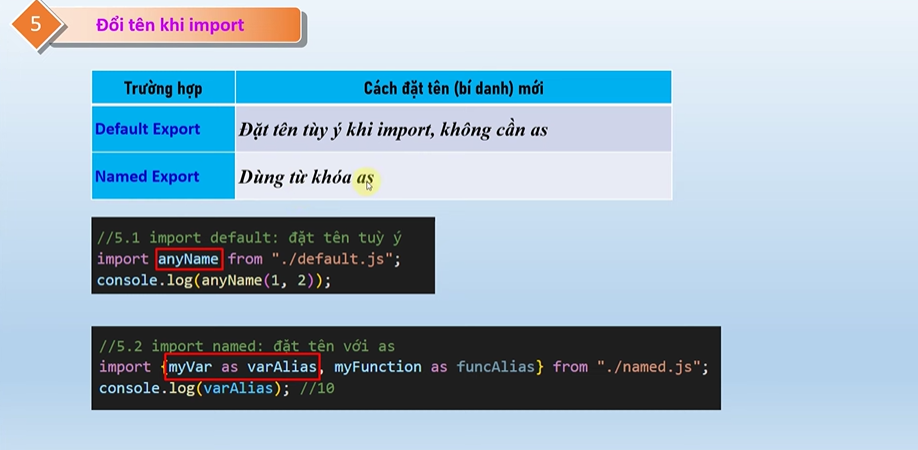 5
Đổi tên khi import
Trường hợp
Cách đặt tên (bí danh) mới
Default Export
Đặt tên tùy ý khi import, không cần as
Named Export
Dùng từ khóa as
//5.1 import default: đặt tên tuỳ ý
import anyName from "./default.js";
console.log(anyName(1, 2));
//5.2 import named: đặt tên với as
import {myVar as varAlias, myFunction as funcAlias} from "./named.js";
console.log(varAlias); //10